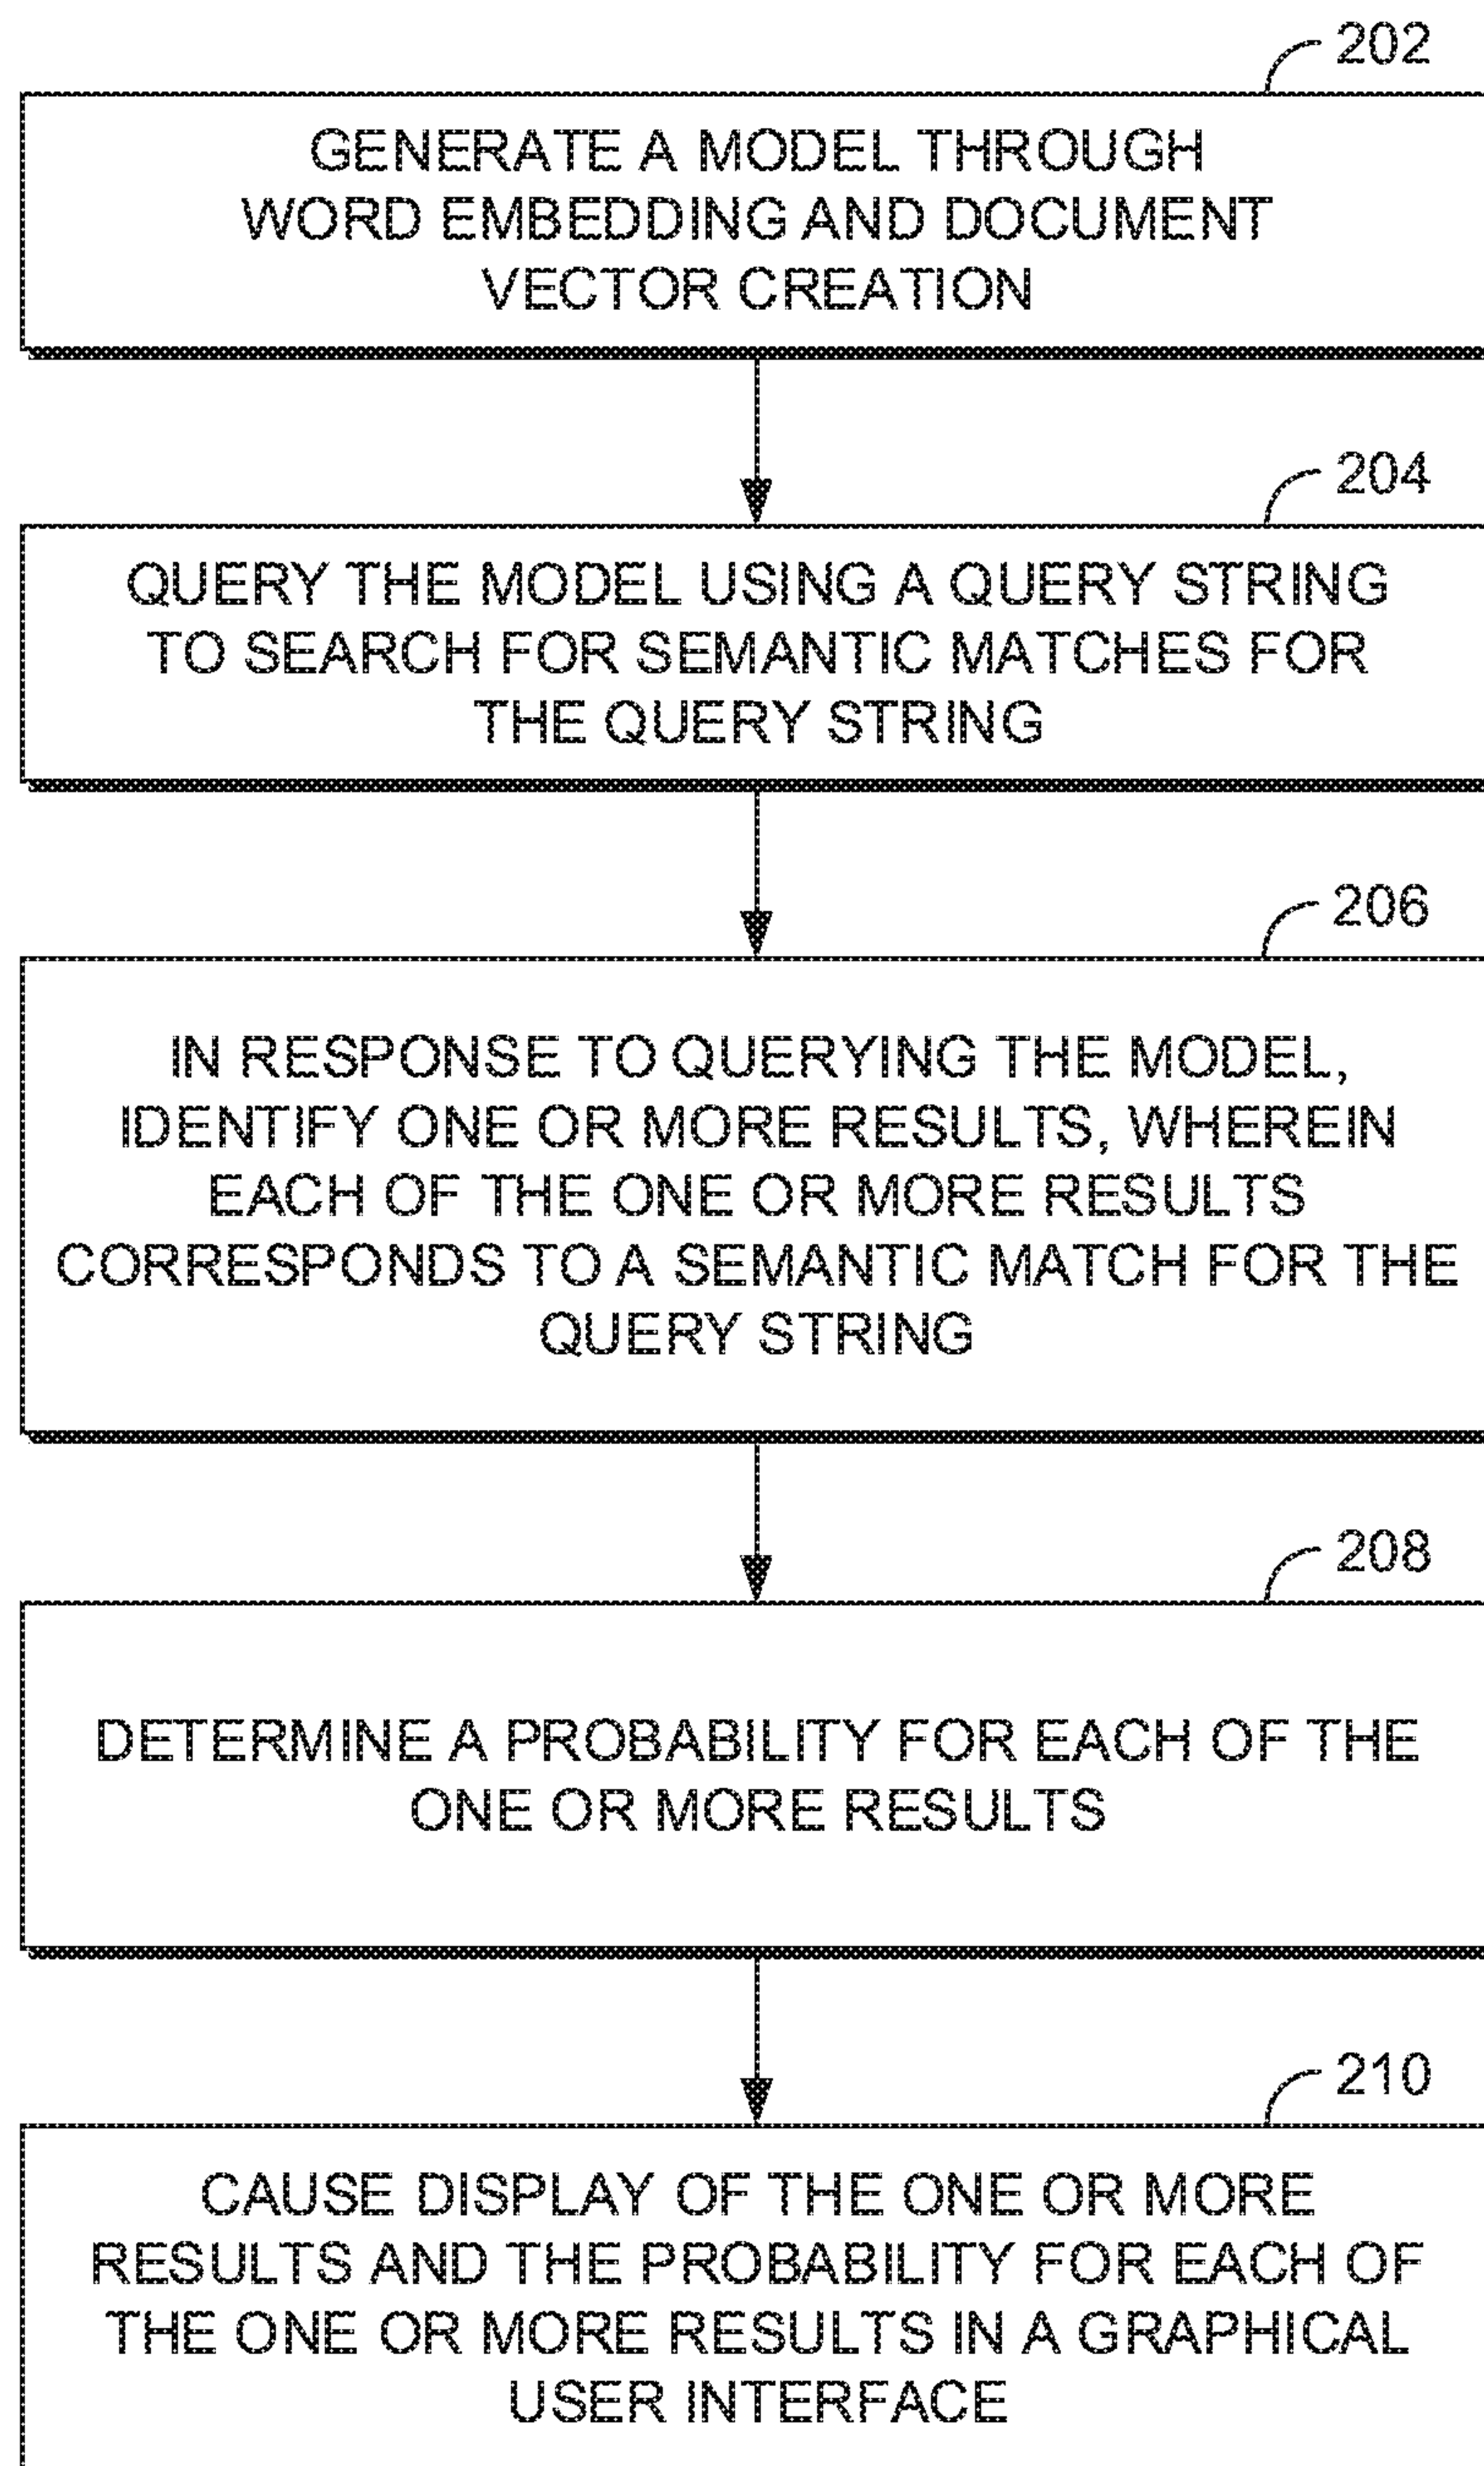 202
GENERATE A MODEL THROUGH
WORD EMBEDDING AND DOCUMENT
VECTOR CREATION
204
QUERY THE MODEL USING A QUERY STRING
TO SEARCH FOR SEMANTIC MATCHES FOR
THE QUERY STRING
206
IN RESPONSE TO QUERYING THE MODEL,
IDENTIFY ONE OR MORE RESULTS, WHEREIN
EACH OF THE ONE OR MORE RESULTS
CORRESPONDS TO A SEMANTIC MATCH FOR THE
QUERY STRING
208
DETERMINE A PROBABILITY FOR EACH OF THE
ONE OR MORE RESULTS
210
CAUSE DISPLAY OF THE ONE OR MORE
RESULTS AND THE PROBABILITY FOR EACH OF
THE ONE OR MORE RESULTS IN A GRAPHICAL
USER INTERFACE